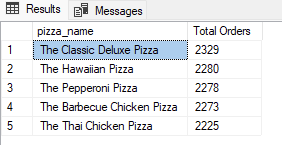 Results Messages
pizza_name Total Orders
1 The Classic Deluxe Pizza 2329
2 The Hawaiian Pizza 2280
3 The Pepperoni Pizza 2278
4 The Barbecue Chicken Pizza 2273
5 The Thai Chicken Pizza 2225